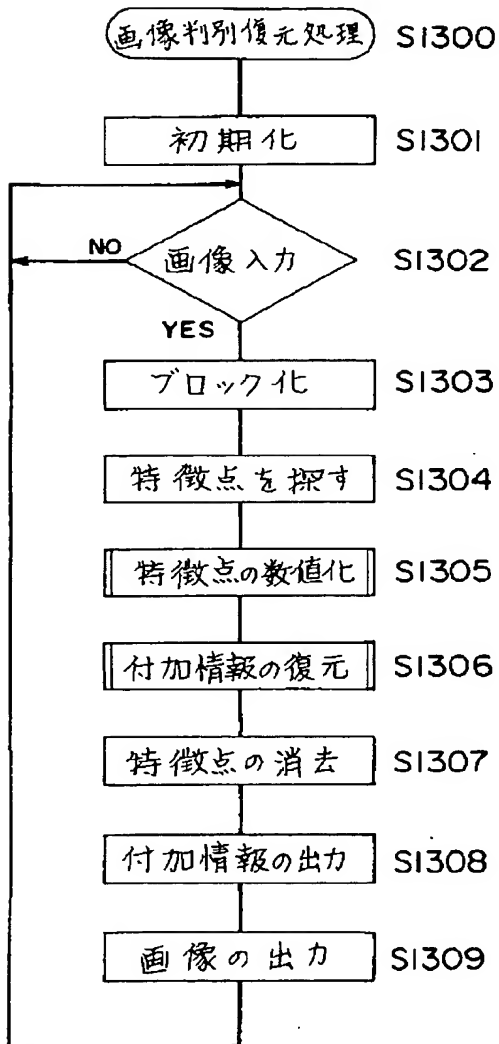 画像判別復元処理 S1300
初期化 S1301
NO 画像入力 S1302
YES
ブロック化 S1303
特徴点を探す S1304
特徴点の数値化 S1305
付加情報の復元 S1306
特徴点の消去 S1307
付加情報の出力 S1308
画像の出力 S1309